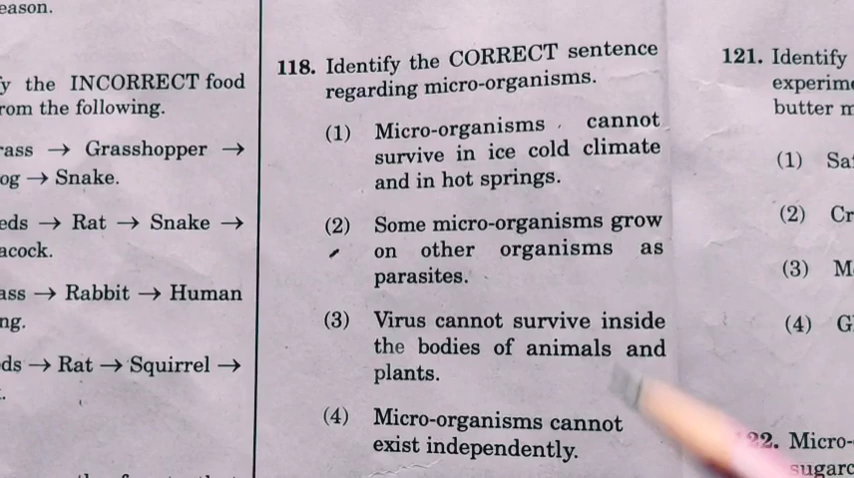 eason.
y the INCORRECT food
rom the following.
rass → Grasshopper →
og → Snake.
eds → Rat → Snake →
acock.
ass → Rabbit → Human
ng.
ds → Rat → Squirrel →
118. Identify the CORRECT sentence
regarding micro-organisms.
(1) Micro-organisms cannot
survive in ice cold climate
and in hot springs.
(2) Some micro-organisms grow
on other organisms as
parasites.
(3) Virus cannot survive inside
the bodies of animals and
plants.
(4) Micro-organisms cannot
exist independently.
121. Identify
experime
butter m
(1) Sa
(2) Cr
(3) M
(4) G
22. Micro-
sugarc